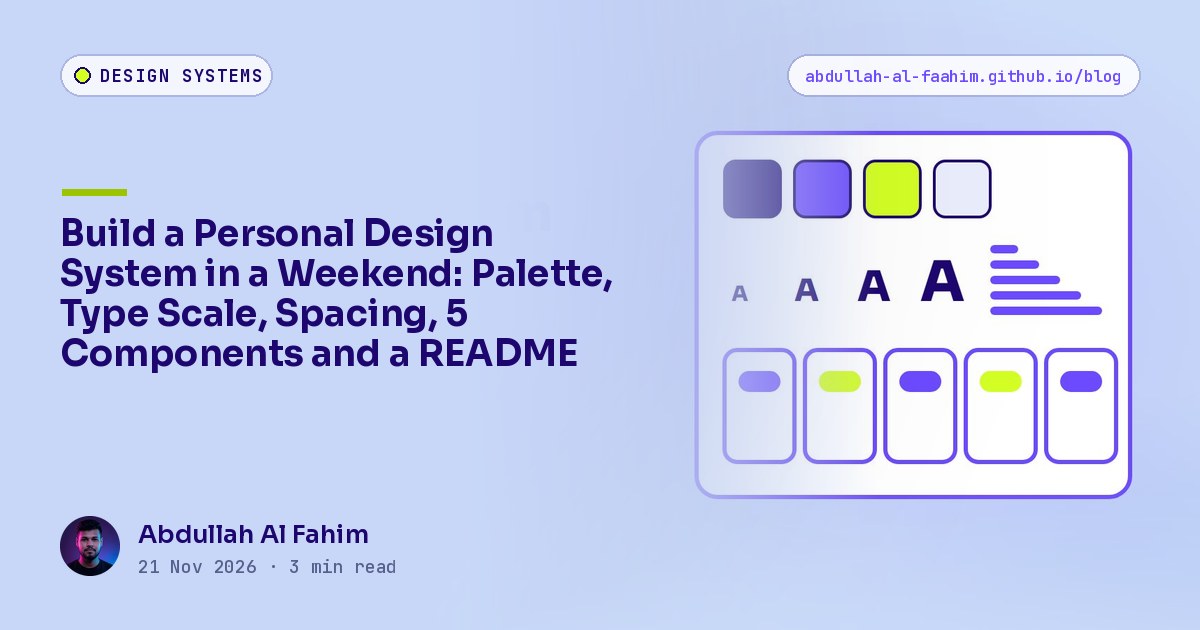 DESIGN SYSTEMS
abdullah-al-faahim.github.io/blog
Build a Personal Design
System in a Weekend: Palette,
Type Scale, Spacing, 5
Components and a README
A A A A
Abdullah Al Fahim
21 Nov 2026 · 3 min read